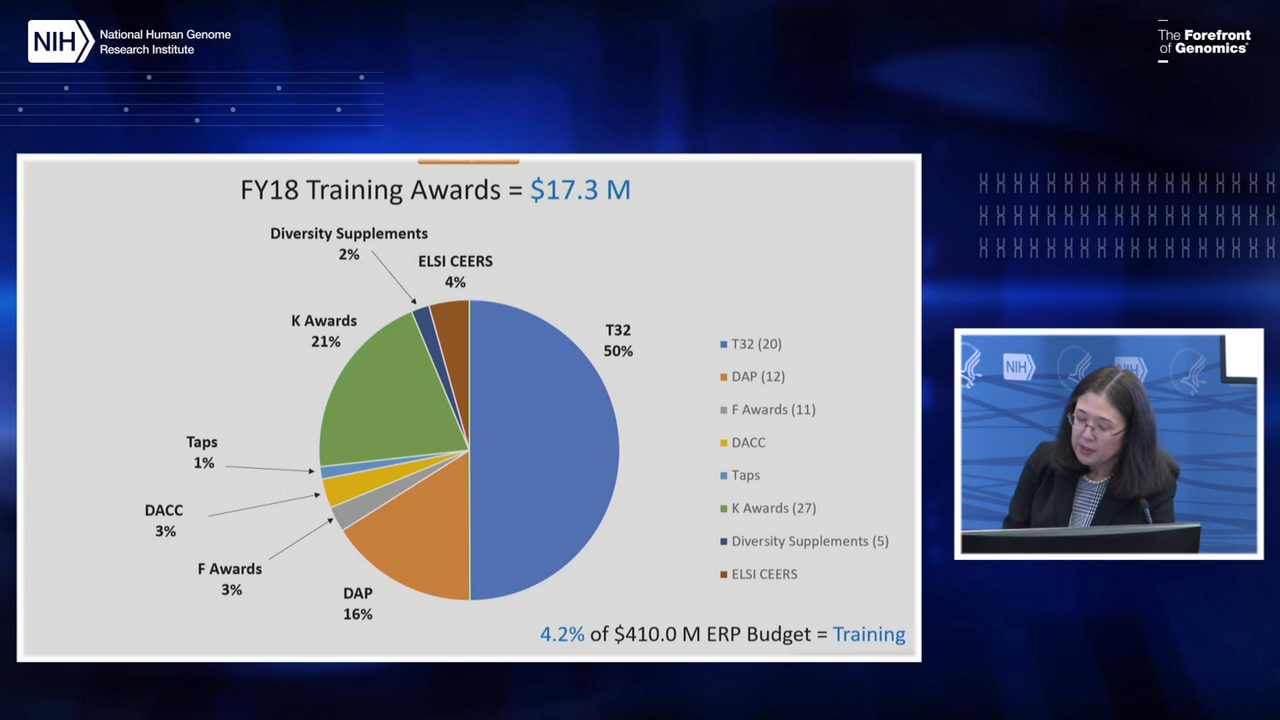 NIH
National Human Genome
Research Institute
The Forefront
of Genomics®
FY18 Training Awards = $17.3 M
Diversity Supplements
2%
ELSI CEERS
4%
K Awards
21%
T32
50%
Taps
1%
DACC
3%
F Awards
3%
DAP
16%
T32 (20)
DAP (12)
F Awards (11)
DACC
Taps
K Awards (27)
Diversity Supplements (5)
ELSI CEERS
4.2% of $410.0 M ERP Budget = Training
NIH
NIH